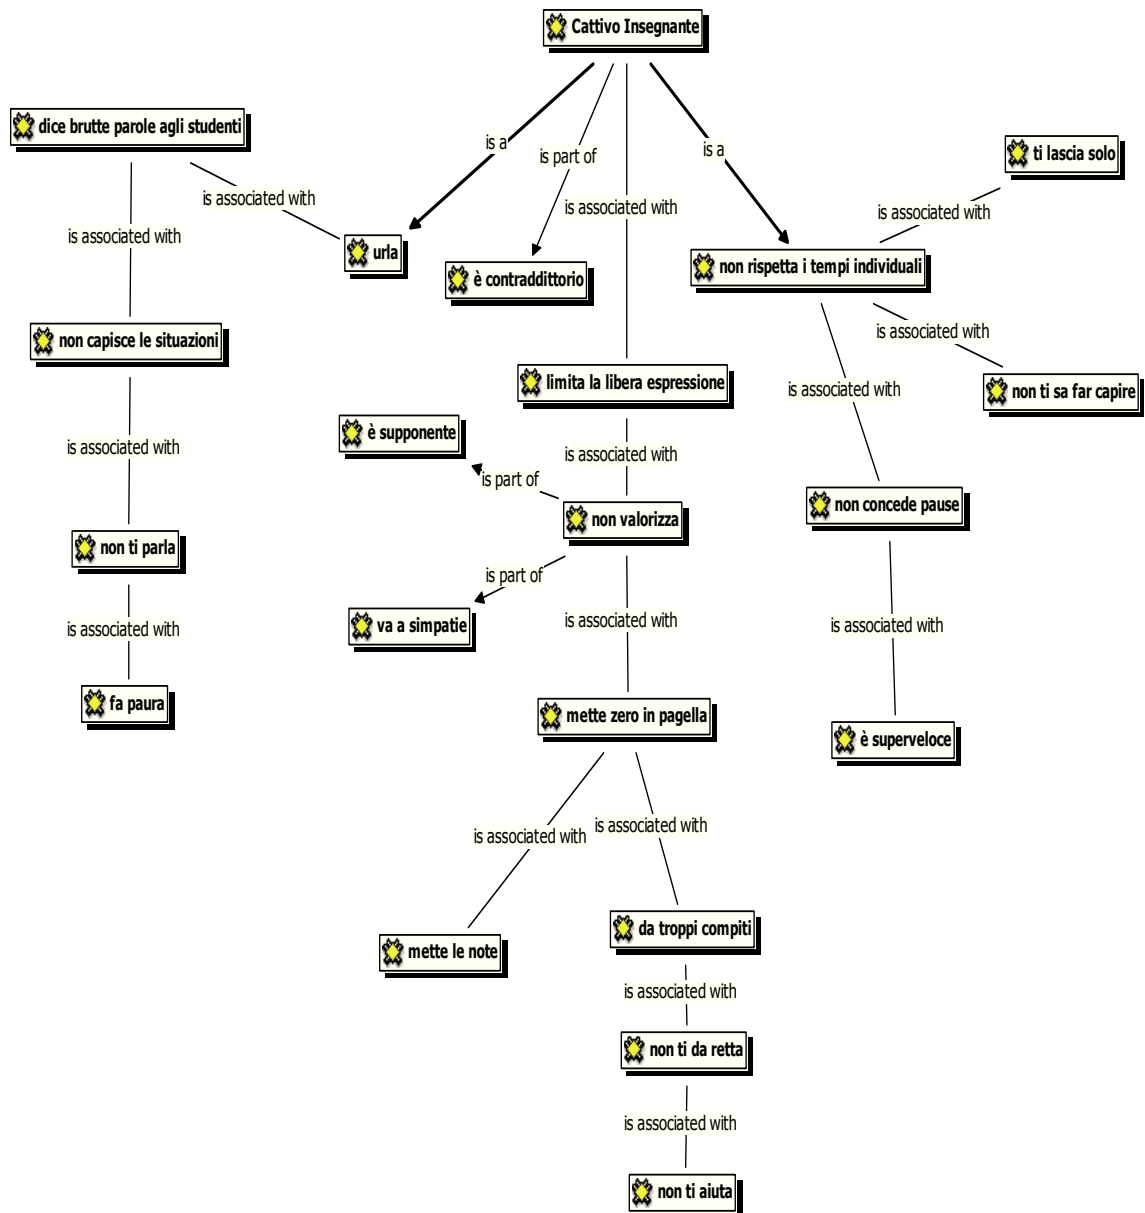 Cattivo Insegnante
dice brutte parole agli studenti
is a
is part of
is a
ti lascia solo
is associated with
is associated with
is associated with
is associated with
urla
non rispetta i tempi individuali
è contraddittorio
non capisce le situazioni
is associated with
limita la libera espressione
is associated with
non ti sa far capire
è supponente
is associated with
is associated with
is part of
non concede pause
non valorizza
non ti parla
is part of
is associated with
va a simpatie
is associated with
is associated with
fa paura
mette zero in pagella
è superveloce
is associated with
is associated with
da troppi compiti
mette le note
is associated with
non ti da retta
is associated with
non ti aiuta